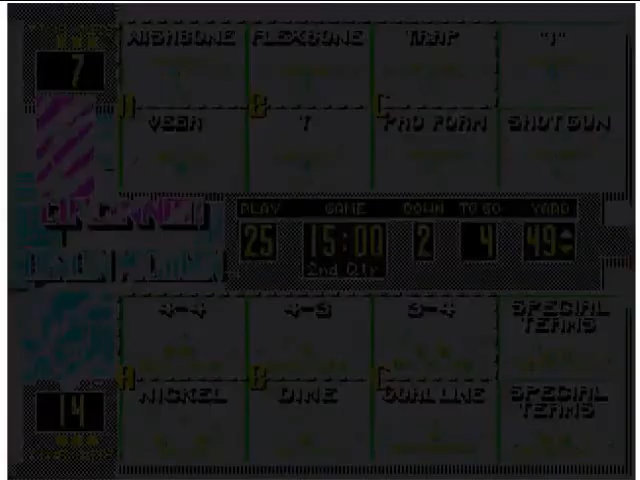 WISHBONE FLEXBONE TRAP "I"
7
A B C
VEER T PRO FORM SHOTGUN
CINCINNATI
PLAY GAME DOWN TO GO YARD
25 15:00 2 4 49
2nd Qtr
4-4 4-3 3-4 SPECIAL TEAMS
A B C
NICKEL DIME GOAL LINE SPECIAL TEAMS
14